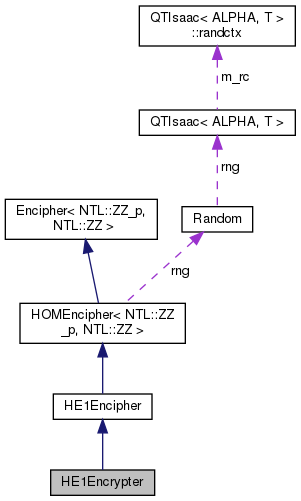 QTIsaac< ALPHA, T >
::randctx
m_rc
QTIsaac< ALPHA, T >
rng
Encipher< NTL::ZZ_p,
NTL::ZZ >
Random
rng
HOMEncipher< NTL::ZZ
_p, NTL::ZZ >
HE1Encipher
HE1Encrypter